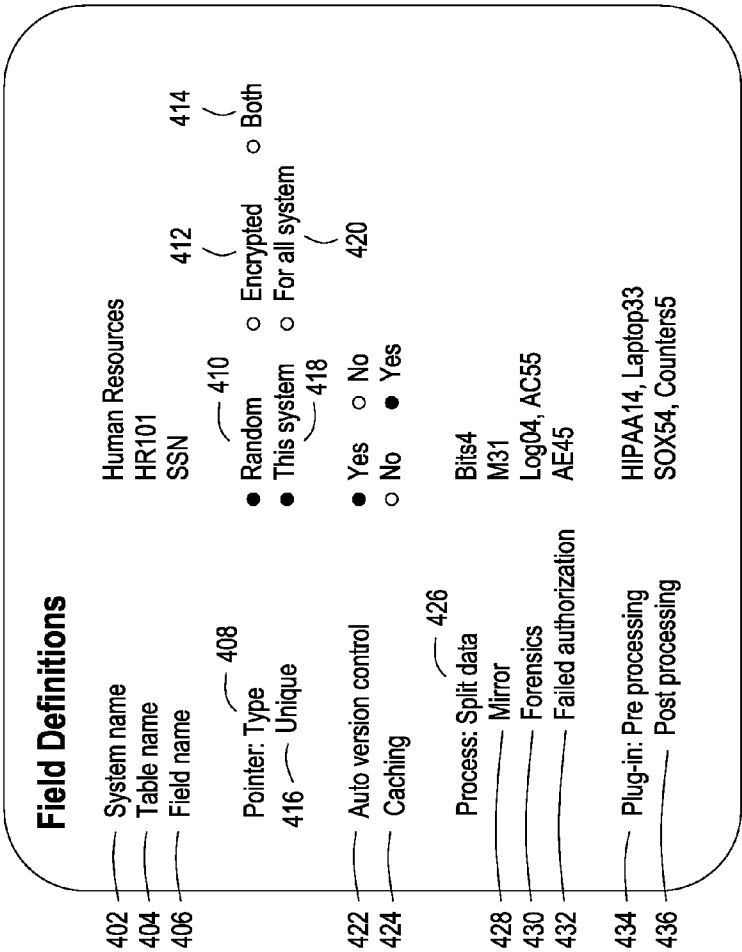 Field Definitions
402 System name Human Resources
404 Table name HR101
406 Field name SSN
410 412 414
Pointer: Type 408 ● Random ○ Encrypted ○ Both
416 Unique ● This system ○ For all system
418 420
422 Auto version control ● Yes ○ No
424 Caching ○ No ● Yes
426
Process: Split data Bits4
428 Mirror M31
430 Forensics Log04, AC55
432 Failed authorization AE45
434 Plug-in: Pre processing HIPAA14, Laptop33
436 Post processing SOX54, Counters5